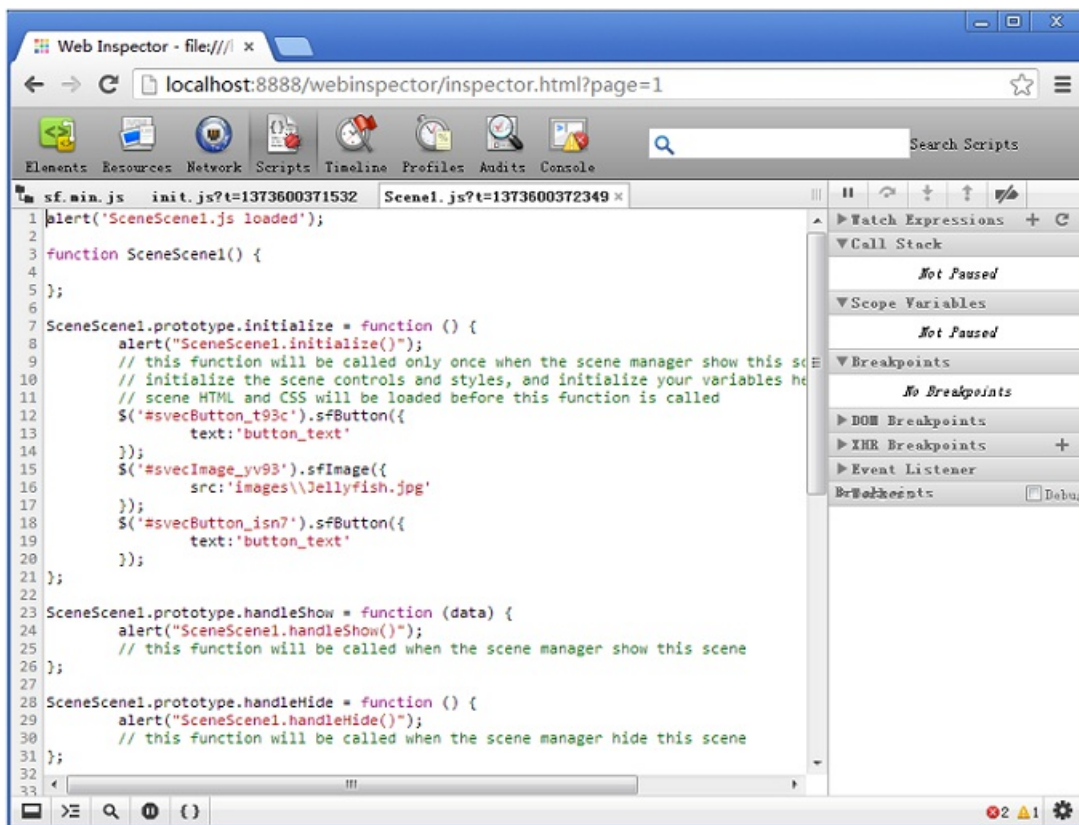 Web Inspector - file:///
localhost:8888/webinspector/inspector.html?page=1
Elements Resources Network Scripts Timeline Profiles Audits Console Search Scripts
sf.min.js init.js?t=1373600371532 Scene1.js?t=1373600372349
1 alert('SceneScene1.js loaded');
2
3 function SceneScene1() {
4
5 };
6
7 SceneScene1.prototype.initialize = function () {
8 alert("SceneScene1.initialize()");
9 // this function will be called only once when the scene manager show this sc
10 // initialize the scene controls and styles, and initialize your variables he
11 // scene HTML and CSS will be loaded before this function is called
12 $('#svecButton_t93c').sfButton({
13 text:'button_text'
14 });
15 $('#svecImage_yv93').sfImage({
16 src:'images\\Jellyfish.jpg'
17 });
18 $('#svecButton_isn7').sfButton({
19 text:'button_text'
20 });
21 };
22
23 SceneScene1.prototype.handleShow = function (data) {
24 alert("SceneScene1.handleShow()");
25 // this function will be called when the scene manager show this scene
26 };
27
28 SceneScene1.prototype.handleHide = function () {
29 alert("SceneScene1.handleHide()");
30 // this function will be called when the scene manager hide this scene
31 };
32
33
Watch Expressions
Call Stack
Not Paused
Scope Variables
Not Paused
Breakpoints
No Breakpoints
DOM Breakpoints
XHR Breakpoints
Event Listener
Debu
2 1